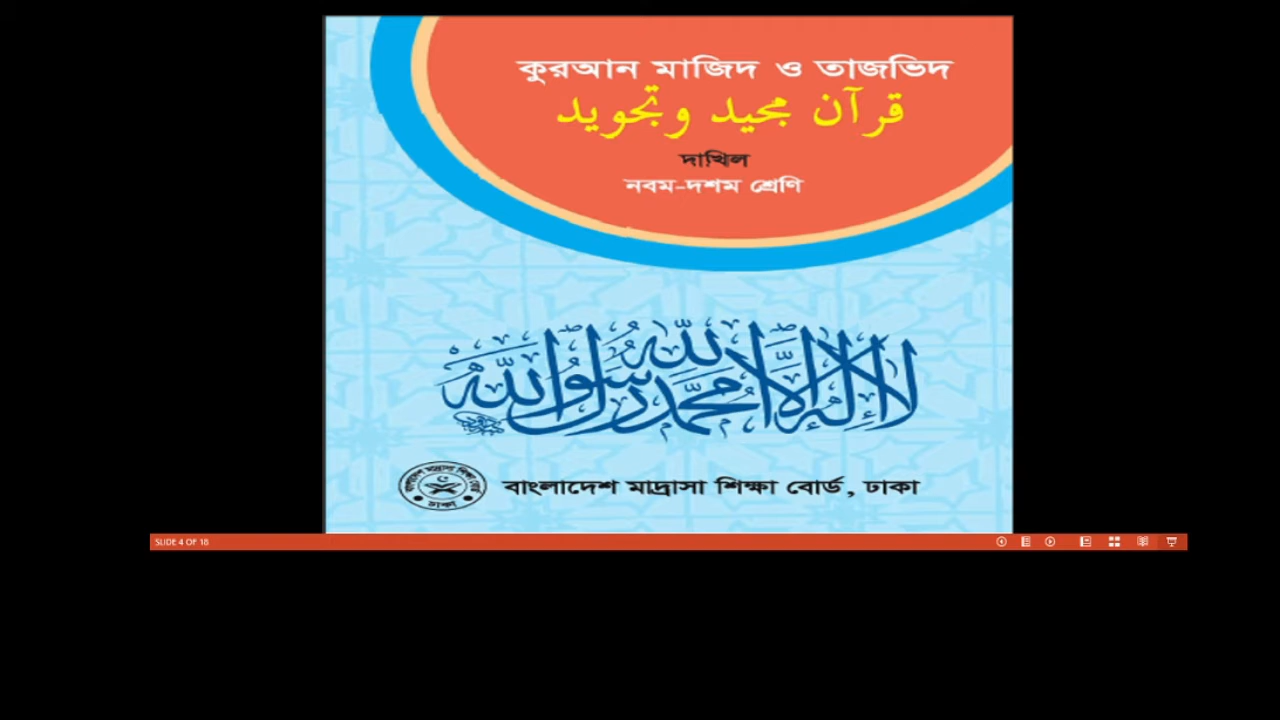 কুরআন মাজিদ ও তাজভিদ
قرآن مجيد وتجويد
দাখিল
নবম-দশম শ্রেণি
لا إله إلا الله محمد رسول الله
বাংলাদেশ মাদ্রাসা শিক্ষা বোর্ড
ঢাকা
বাংলাদেশ মাদ্রাসা শিক্ষা বোর্ড, ঢাকা
SLIDE 4 OF 18